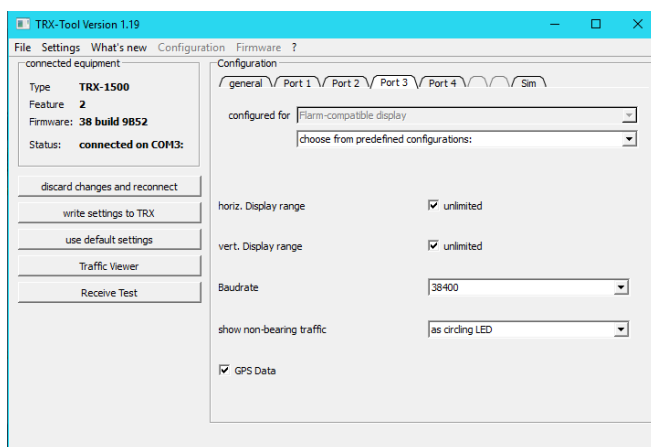 TRX-Tool Version 1.19
File Settings What's new Configuration Firmware ?
connected equipment
Type TRX-1500
Feature 2
Firmware: 38 build 9B52
Status: connected on COM3:
discard changes and reconnect
write settings to TRX
use default settings
Traffic Viewer
Receive Test
Configuration
general Port 1 Port 2 Port 3 Port 4 Sim
configured for Flarm-compatible display
choose from predefined configurations:
horiz. Display range unlimited
vert. Display range unlimited
Baudrate 38400
show non-bearing traffic as circling LED
GPS Data